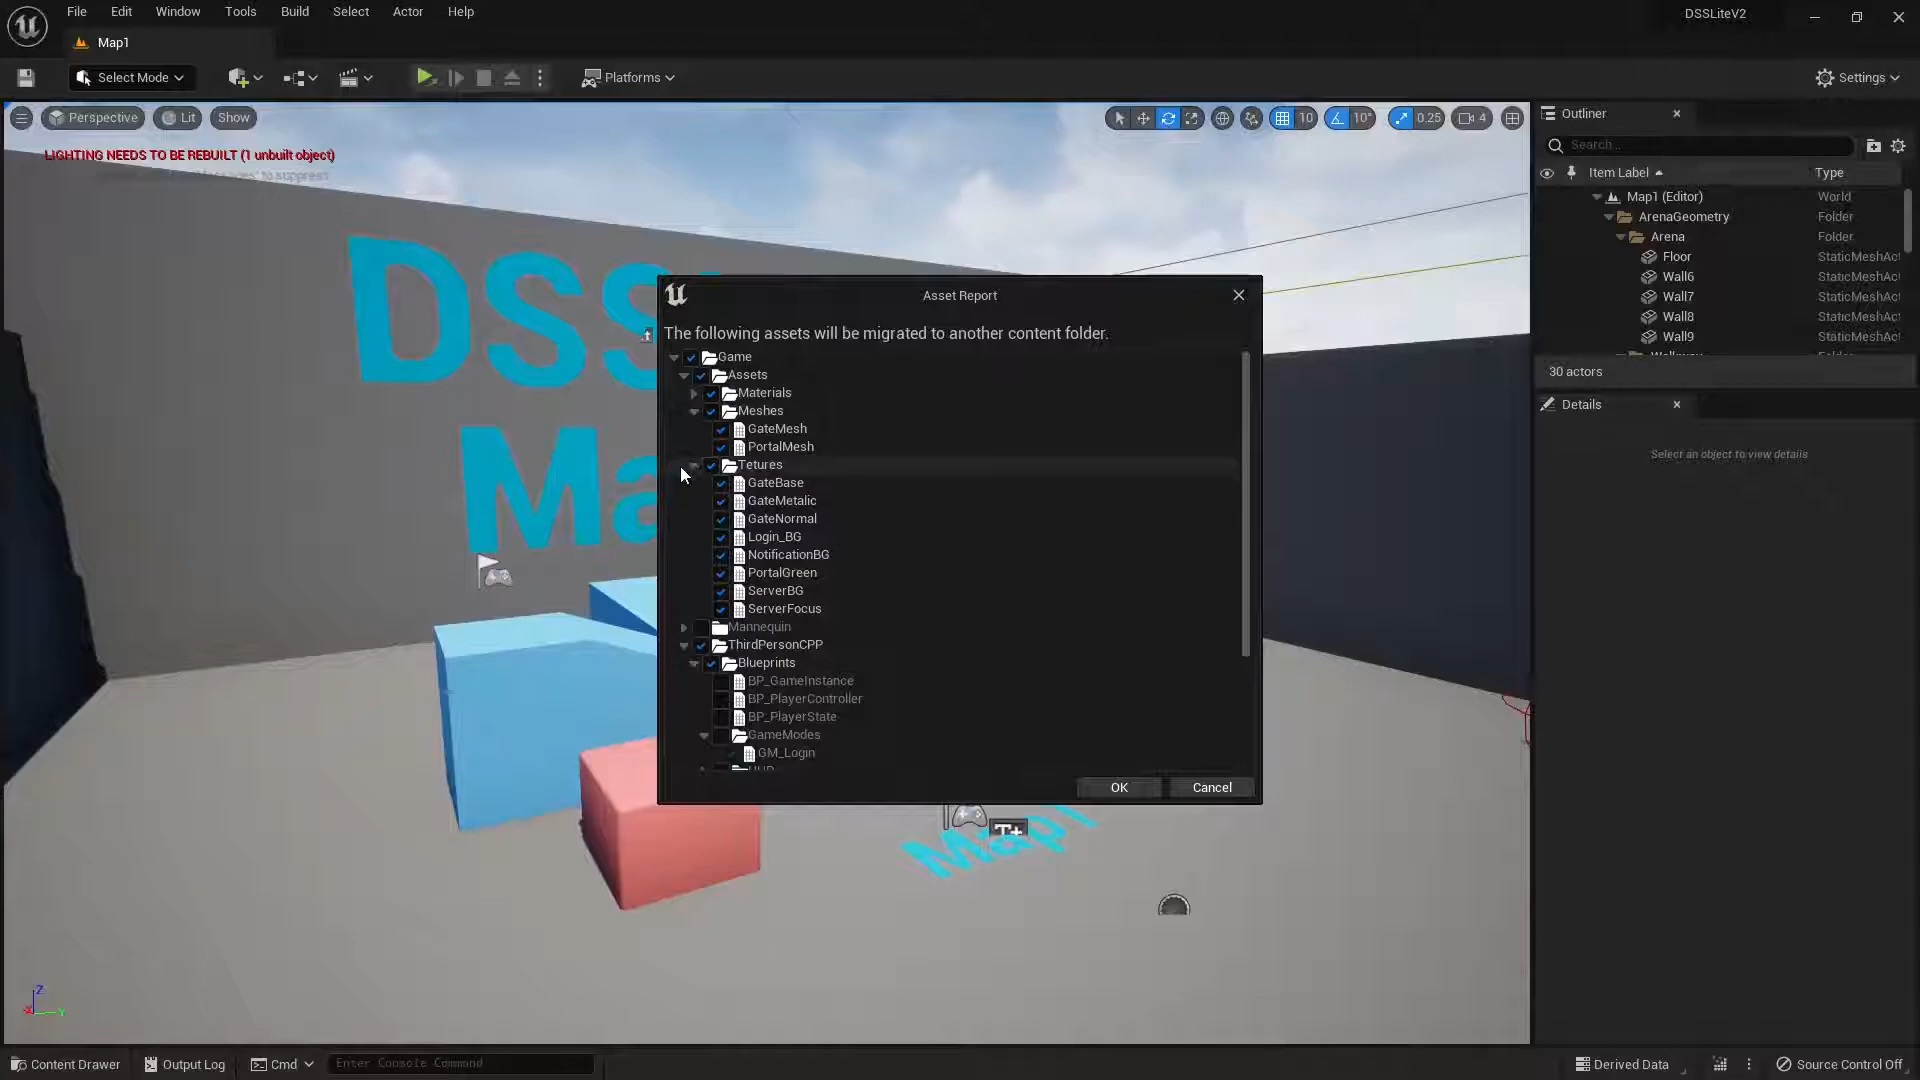 File Edit Window Tools Build Select Actor Help
DSSLiteV2
Map1
Select Mode
Platforms
Settings
Perspective
Lit
Show
10
10°
0.25
4
LIGHTING NEEDS TO BE REBUILT (1 unbuilt object)
to suppress
DSS
Ma
Map1
Asset Report
The following assets will be migrated to another content folder.
Game
Assets
Materials
Meshes
GateMesh
PortalMesh
Tetures
GateBase
GateMetalic
GateNormal
Login_BG
NotificationBG
PortalGreen
ServerBG
ServerFocus
Mannequin
ThirdPersonCPP
Blueprints
BP_GameInstance
BP_PlayerController
BP_PlayerState
GameModes
GM_Login
OK
Cancel
T+
Z
X
Y
Outliner
Search...
Item Label Type
Map1 (Editor) World
ArenaGeometry Folder
Arena Folder
Floor StaticMeshAct
Wall6 StaticMeshAct
Wall7 StaticMeshAct
Wall8 StaticMeshAct
Wall9 StaticMeshAct
30 actors
Details
Select an object to view details
Content Drawer
Output Log
Cmd
Enter Console Command
Derived Data
Source Control Off